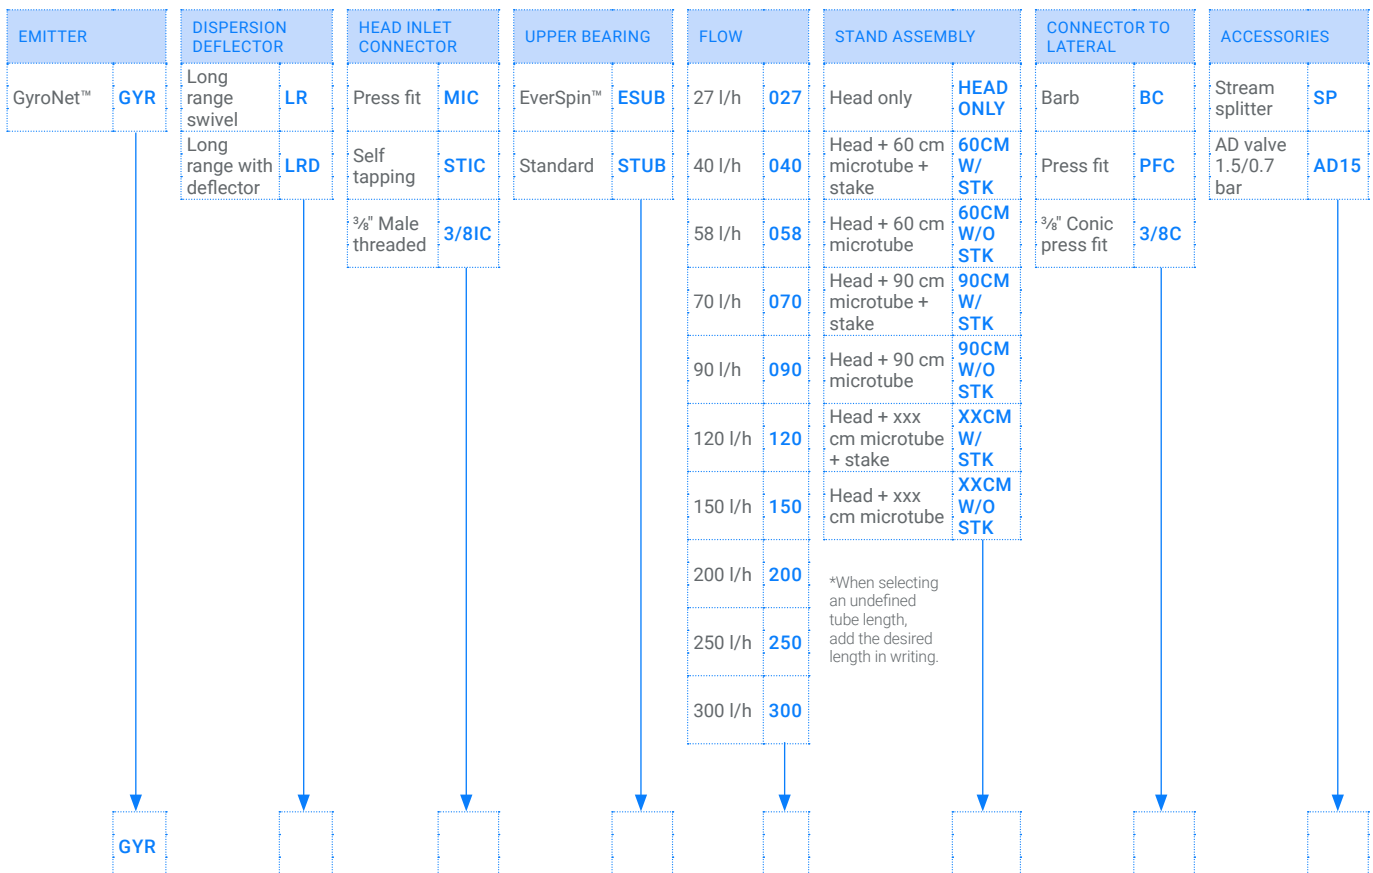 EMITTER
GyroNet™ GYR
DISPERSION
DEFLECTOR
Long
range
swivel
LR
Long
range with
deflector
LRD
HEAD INLET
CONNECTOR
Press fit MIC
Self
tapping
STIC
⅜" Male
threaded
3/8IC
UPPER BEARING
EverSpin™ ESUB
Standard STUB
FLOW
27 l/h 027
40 l/h 040
58 l/h 058
70 l/h 070
90 l/h 090
120 l/h 120
150 l/h 150
200 l/h 200
250 l/h 250
300 l/h 300
STAND ASSEMBLY
Head only
HEAD
ONLY
Head + 60 cm
microtube +
stake
60CM
W/
STK
Head + 60 cm
microtube
60CM
W/O
STK
Head + 90 cm
microtube +
stake
90CM
W/
STK
Head + 90 cm
microtube
90CM
W/O
STK
Head + xxx
cm microtube
+ stake
XXCM
W/
STK
Head + xxx
cm microtube
XXCM
W/O
STK
*When selecting
an undefined
tube length,
add the desired
length in writing.
CONNECTOR TO
LATERAL
Barb BC
Press fit PFC
⅜" Conic
press fit
3/8C
ACCESSORIES
Stream
splitter
SP
AD valve
1.5/0.7
bar
AD15
GYR